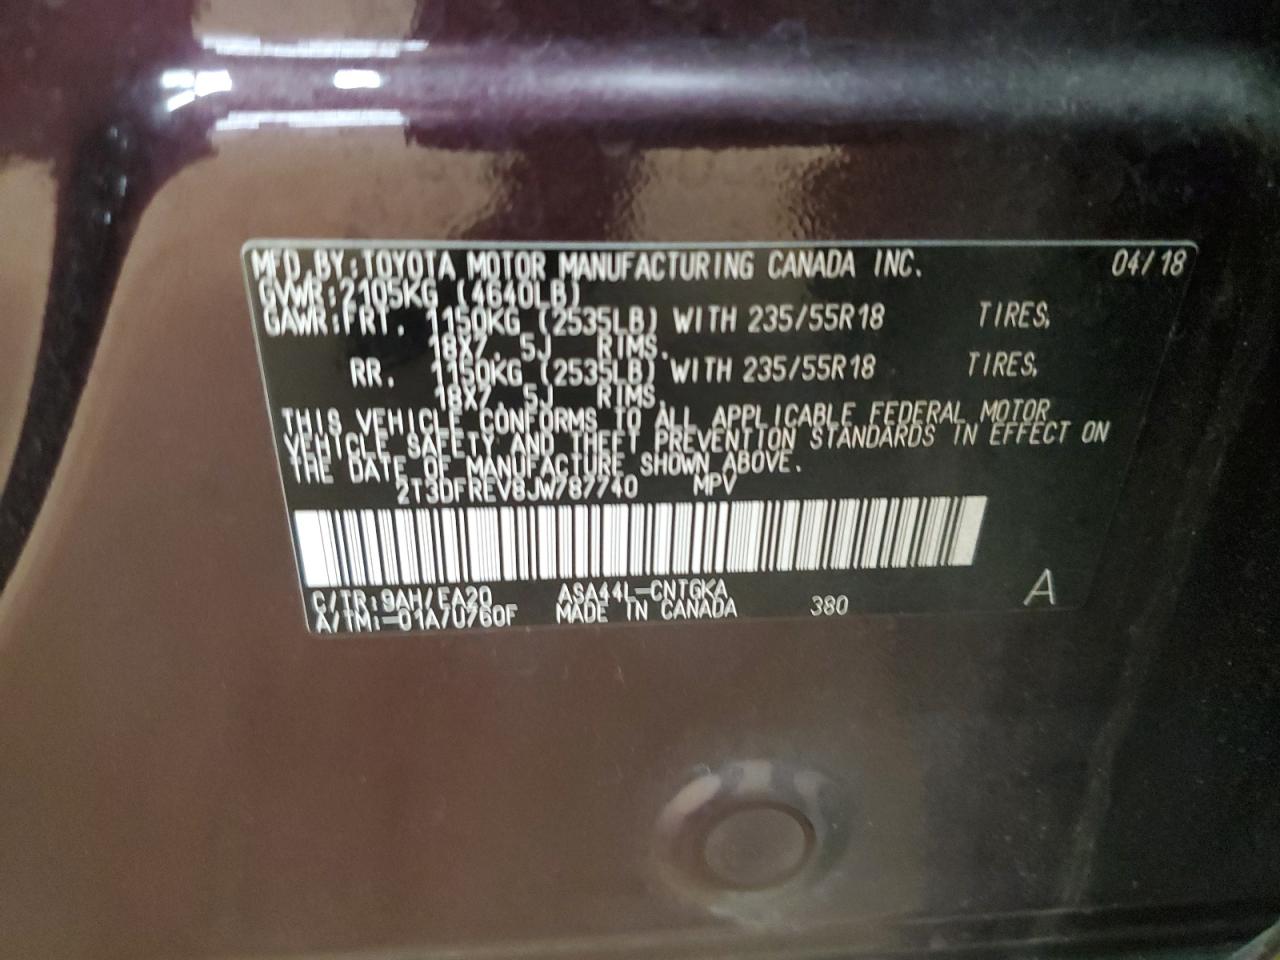 MFD. BY: TOYOTA MOTOR MANUFACTURING CANADA INC. 04/18
GVWR: 2105KG (4640LB)
GAWR: FRT. 1150KG (2535LB) WITH 235/55R18 TIRES,
18X7.5J RIMS.
RR. 1150KG (2535LB) WITH 235/55R18 TIRES,
18X7.5J RIMS.
THIS VEHICLE CONFORMS TO ALL APPLICABLE FEDERAL MOTOR
VEHICLE SAFETY AND THEFT PREVENTION STANDARDS IN EFFECT ON
THE DATE OF MANUFACTURE SHOWN ABOVE.
2T3DFREV8JW787740 MPV
C/TR: 9AH/EA20 ASA44L-CNTGKA
A/TM: -01A/0760F MADE IN CANADA 380 A